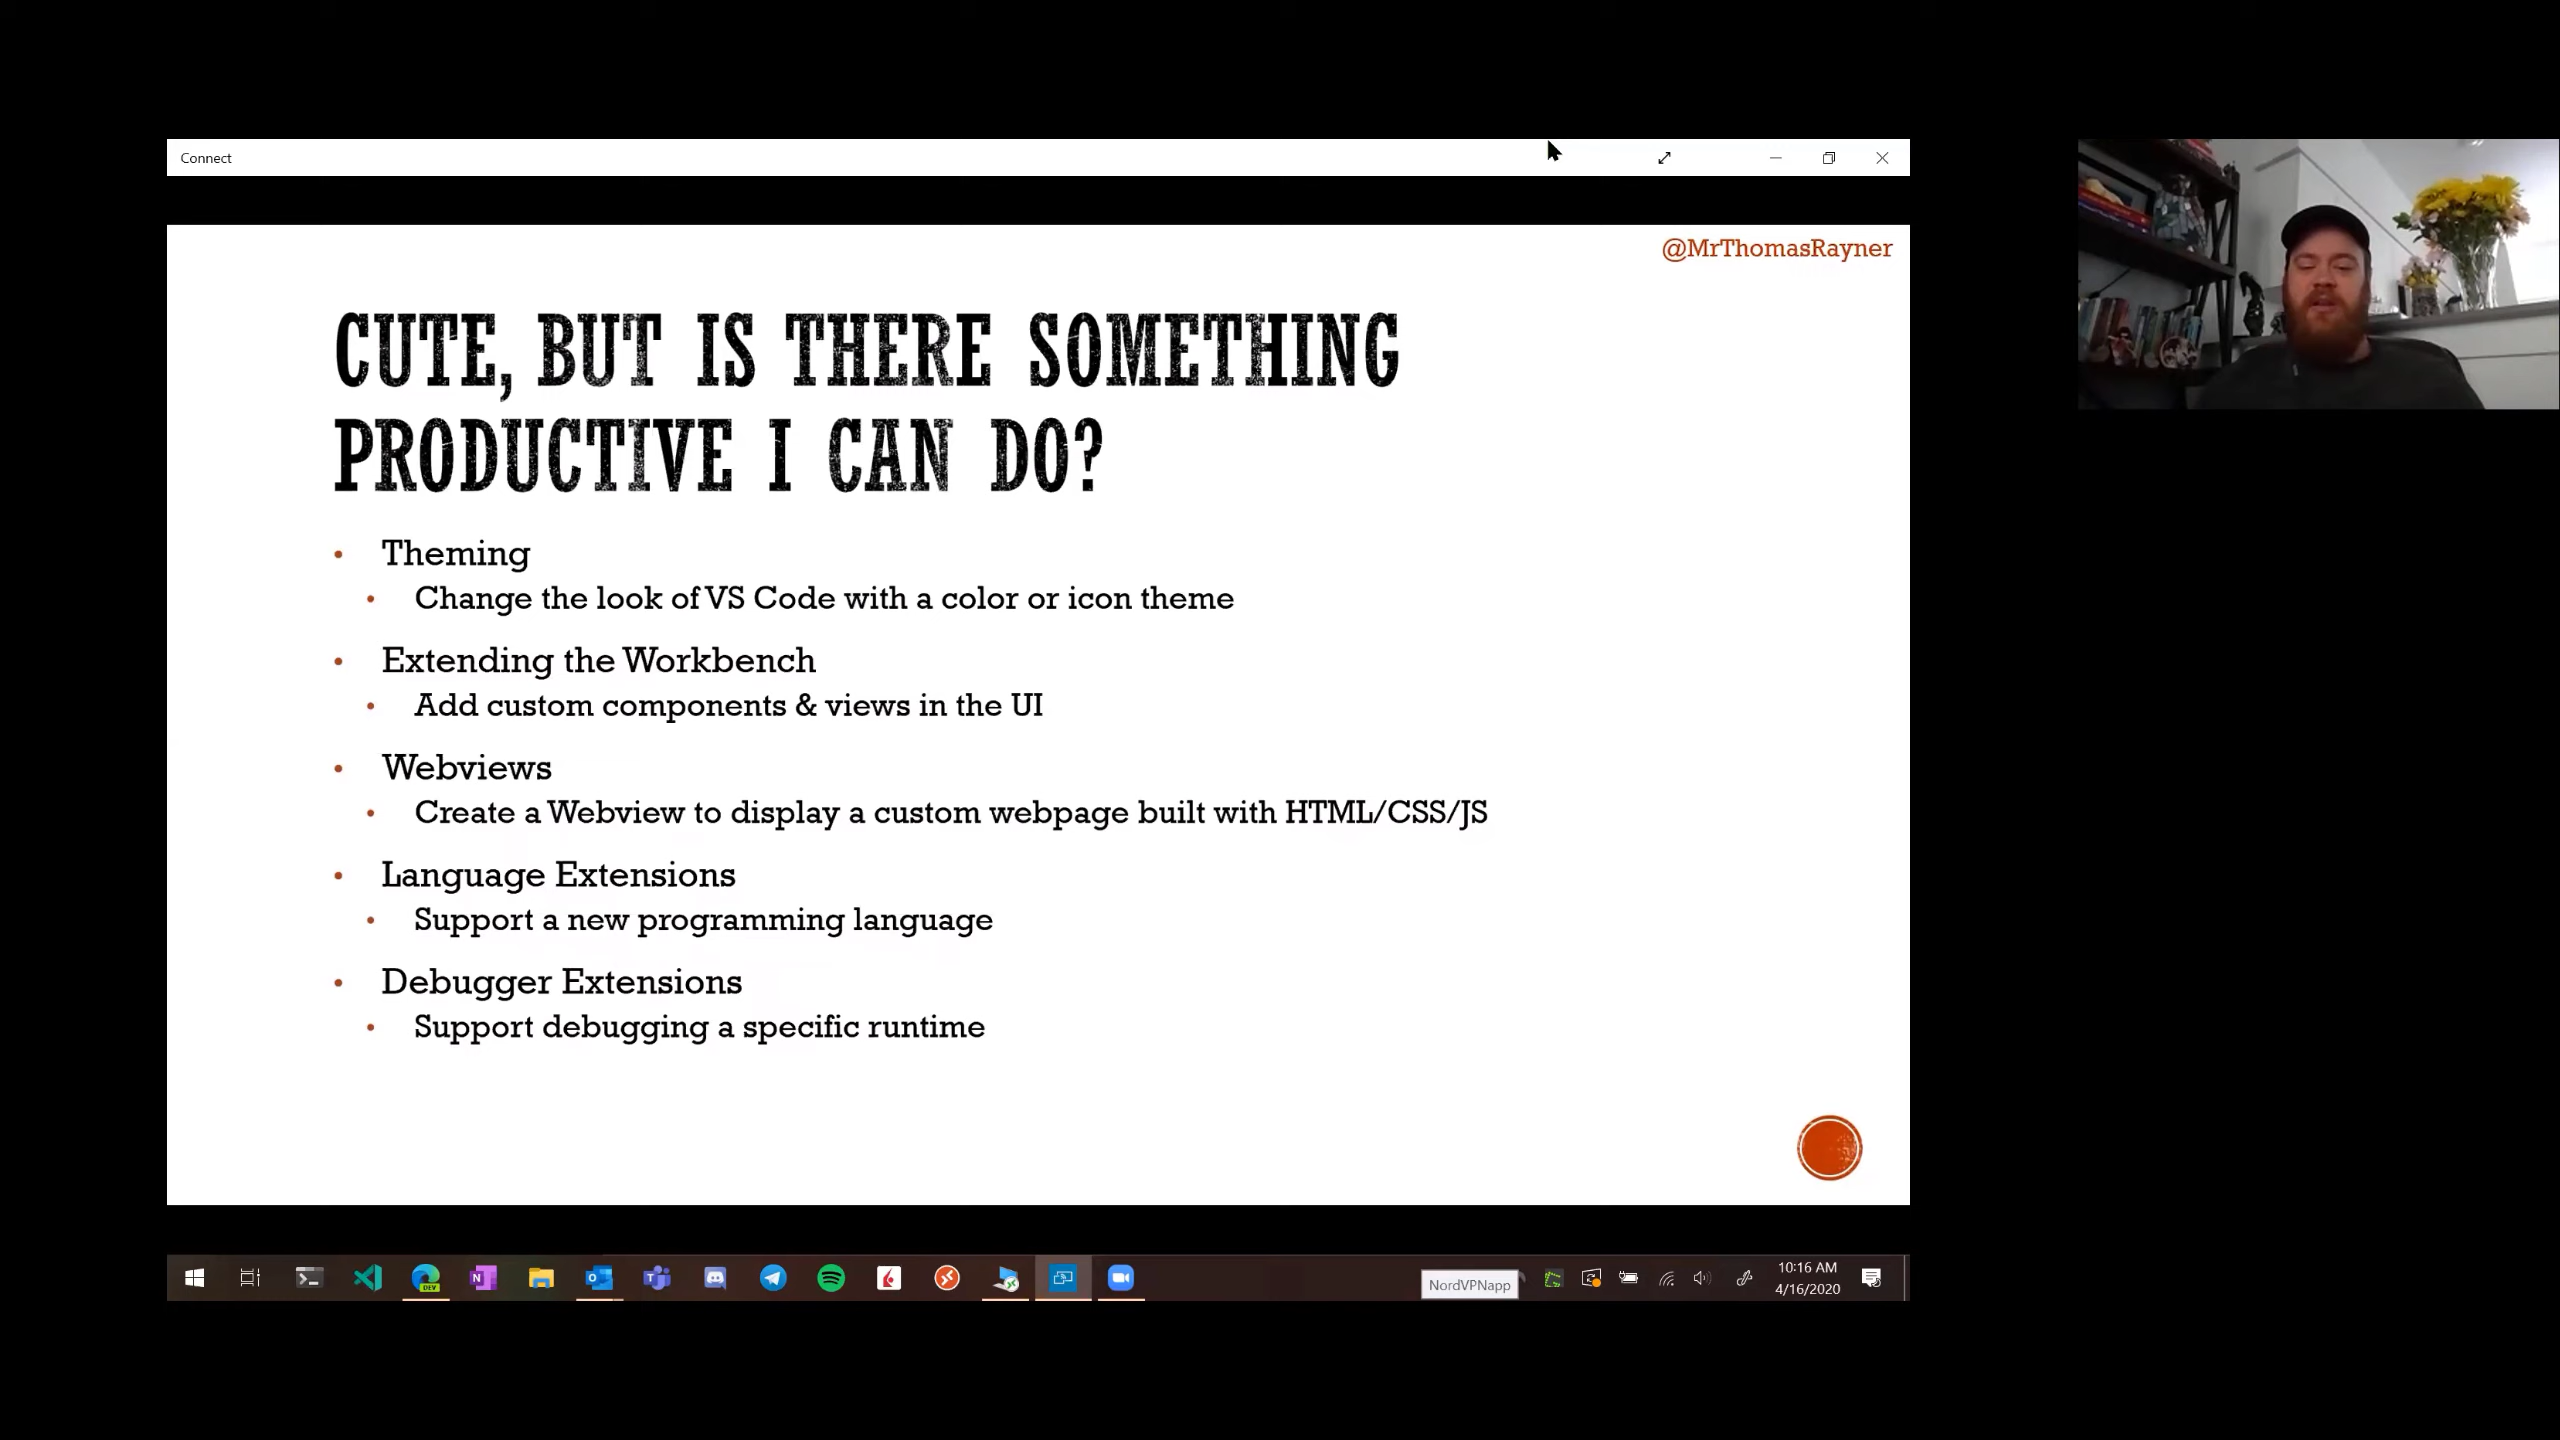 Connect
@MrThomasRayner
CUTE, BUT IS THERE SOMETHING
PRODUCTIVE I CAN DO?
• Theming
• Change the look of VS Code with a color or icon theme
• Extending the Workbench
• Add custom components & views in the UI
• Webviews
• Create a Webview to display a custom webpage built with HTML/CSS/JS
• Language Extensions
• Support a new programming language
• Debugger Extensions
• Support debugging a specific runtime
DEV
NordVPNapp
10:16 AM
4/16/2020